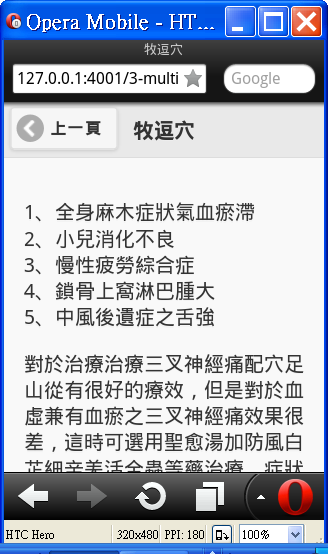 Opera Mobile - HT...
牧逗穴
127.0.0.1:4001/3-multi
Google
上一頁
牧逗穴
1、全身麻木症狀氣血瘀滯
2、小兒消化不良
3、慢性疲勞綜合症
4、鎖骨上窩淋巴腫大
5、中風後遺症之舌強
對於治療治療三叉神經痛配穴足
山從有很好的療效，但是對於血
虛兼有血瘀之三叉神經痛效果很
差，這時可選用聖愈湯加防風白
芷細辛羌活全蟲等藥治療，症狀
HTC Hero
320x480
PPI: 180
100%